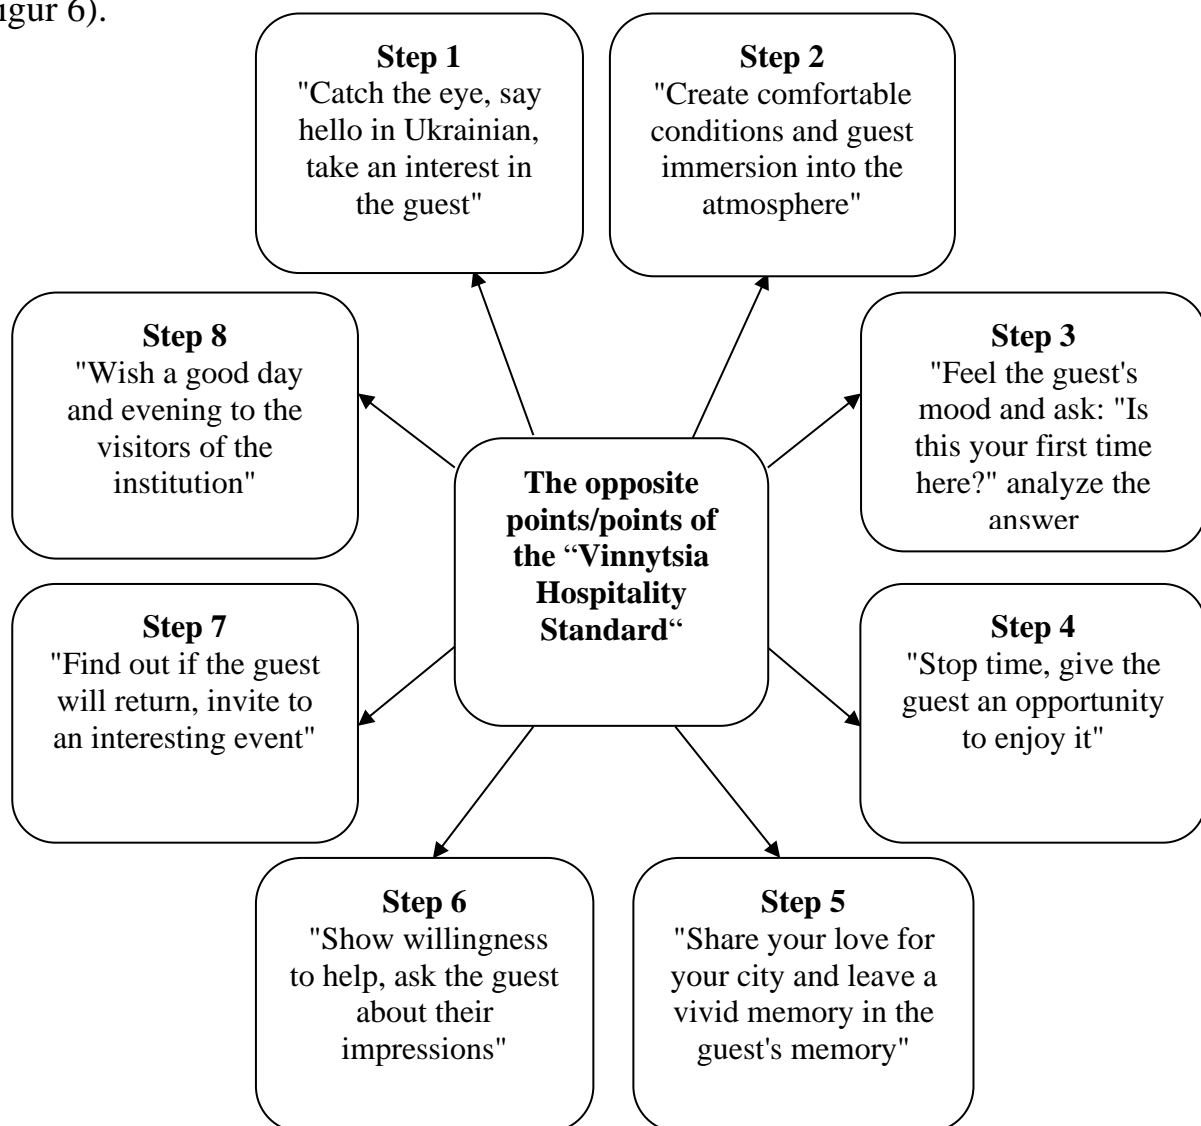 igur 6).
Step 1
"Catch the eye, say
hello in Ukrainian,
take an interest in
the guest"
Step 2
"Create comfortable
conditions and guest
immersion into the
atmosphere"
Step 3
"Feel the guest's
mood and ask: "Is
this your first time
here?" analyze the
answer
Step 4
"Stop time, give the
guest an opportunity
to enjoy it"
Step 5
"Share your love for
your city and leave a
vivid memory in the
guest's memory"
Step 6
"Show willingness
to help, ask the guest
about their
impressions"
Step 7
"Find out if the guest
will return, invite to
an interesting event"
Step 8
"Wish a good day
and evening to the
visitors of the
institution"
The opposite
points/points of
the “Vinnytsia
Hospitality
Standard“